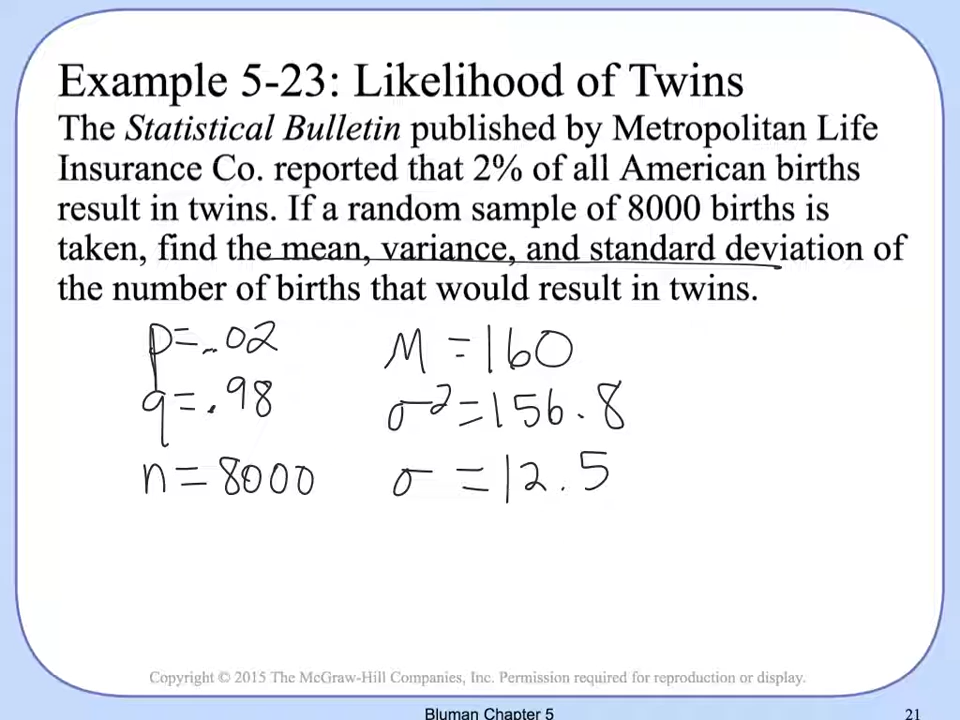 Example 5-23: Likelihood of Twins
The Statistical Bulletin published by Metropolitan Life
Insurance Co. reported that 2% of all American births
result in twins. If a random sample of 8000 births is
taken, find the mean, variance, and standard deviation of
the number of births that would result in twins.
p=.02
q=.98
n=8000
M=160
σ²=156.8
σ=12.5
Copyright © 2015 The McGraw-Hill Companies, Inc. Permission required for reproduction or display.
Bluman Chapter 5
21